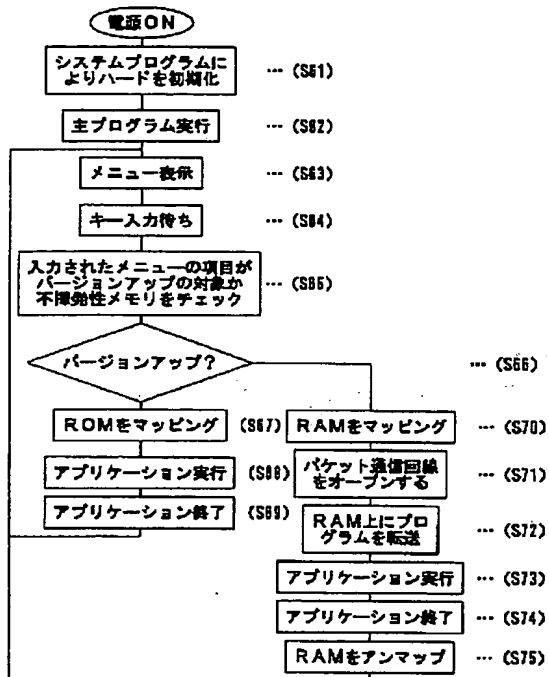 電源ON
システムプログラムに
よりハードを初期化
… (S61)
主プログラム実行
… (S62)
メニュー表示
… (S63)
キー入力待ち
… (S64)
入力されたメニューの項目が
バージョンアップの対象か
不揮発性メモリをチェック
… (S65)
バージョンアップ?
… (S66)
ROMをマッピング
(S67)
RAMをマッピング
… (S70)
アプリケーション実行
(S68)
パケット通信回線
をオープンする
… (S71)
アプリケーション終了
(S69)
RAM上にプロ
グラムを転送
… (S72)
アプリケーション実行
… (S73)
アプリケーション終了
… (S74)
RAMをアンマップ
… (S75)